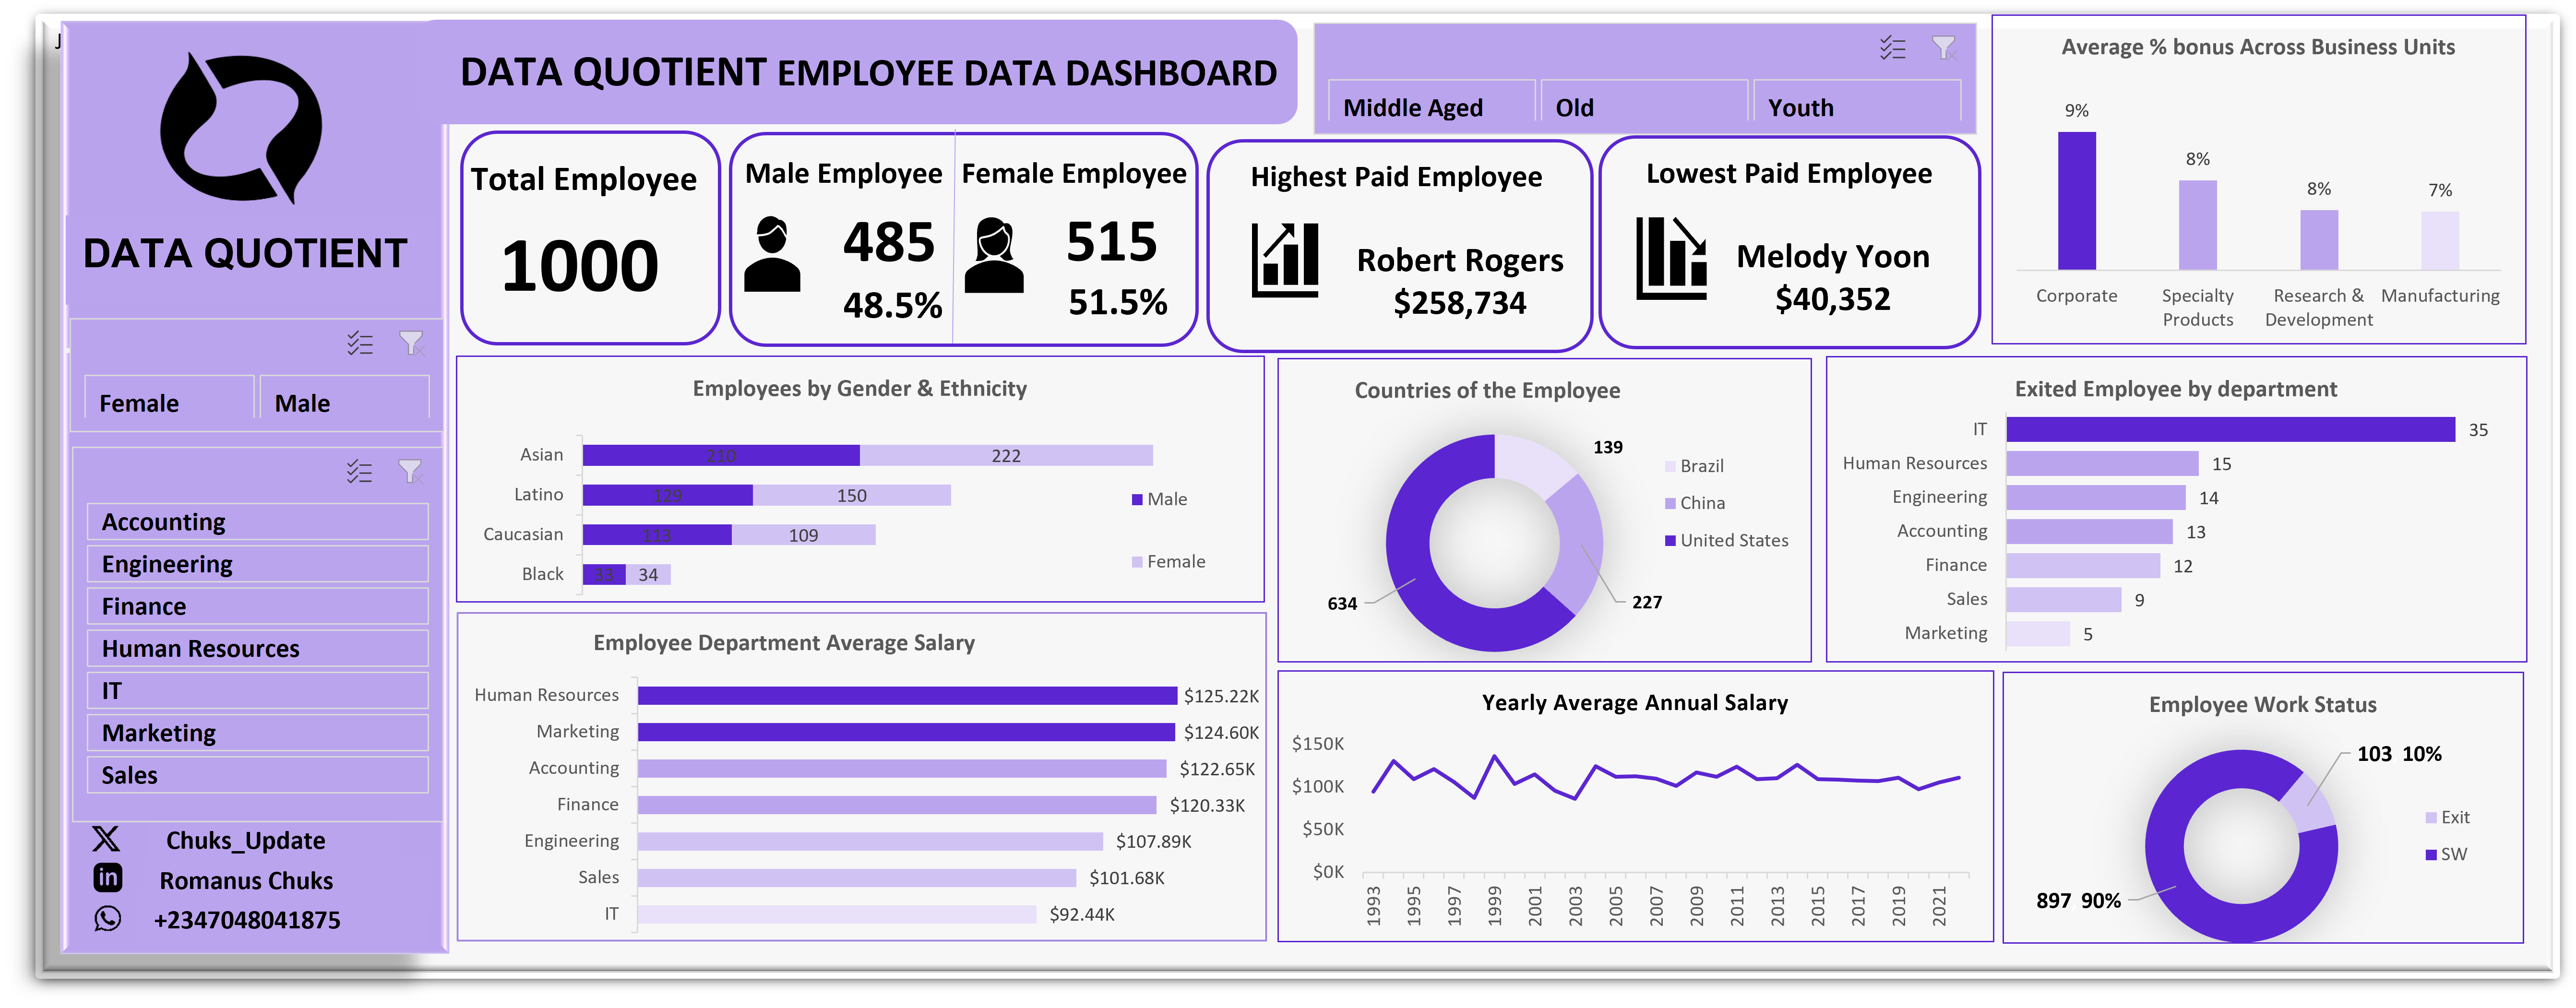 J
DATA QUOTIENT
Female
Male
Accounting
Engineering
Finance
Human Resources
IT
Marketing
Sales
Chuks_Update
in
Romanus Chuks
+2347048041875
DATA QUOTIENT EMPLOYEE DATA DASHBOARD
Middle Aged
Old
Youth
Total Employee
1000
Male Employee
485
48.5%
Female Employee
515
51.5%
Highest Paid Employee
Robert Rogers
$258,734
Lowest Paid Employee
Melody Yoon
$40,352
Average % bonus Across Business Units
9%
8%
8%
7%
Corporate
Specialty
Products
Research &
Development
Manufacturing
Employees by Gender & Ethnicity
Asian
210
222
Latino
129
150
Caucasian
113
109
Black
33
34
Male
Female
Countries of the Employee
139
227
634
Brazil
China
United States
Exited Employee by department
IT
35
Human Resources
15
Engineering
14
Accounting
13
Finance
12
Sales
9
Marketing
5
Employee Department Average Salary
Human Resources
$125.22K
Marketing
$124.60K
Accounting
$122.65K
Finance
$120.33K
Engineering
$107.89K
Sales
$101.68K
IT
$92.44K
Yearly Average Annual Salary
$150K
$100K
$50K
$0K
1993
1995
1997
1999
2001
2003
2005
2007
2009
2011
2013
2015
2017
2019
2021
Employee Work Status
103 10%
897 90%
Exit
SW